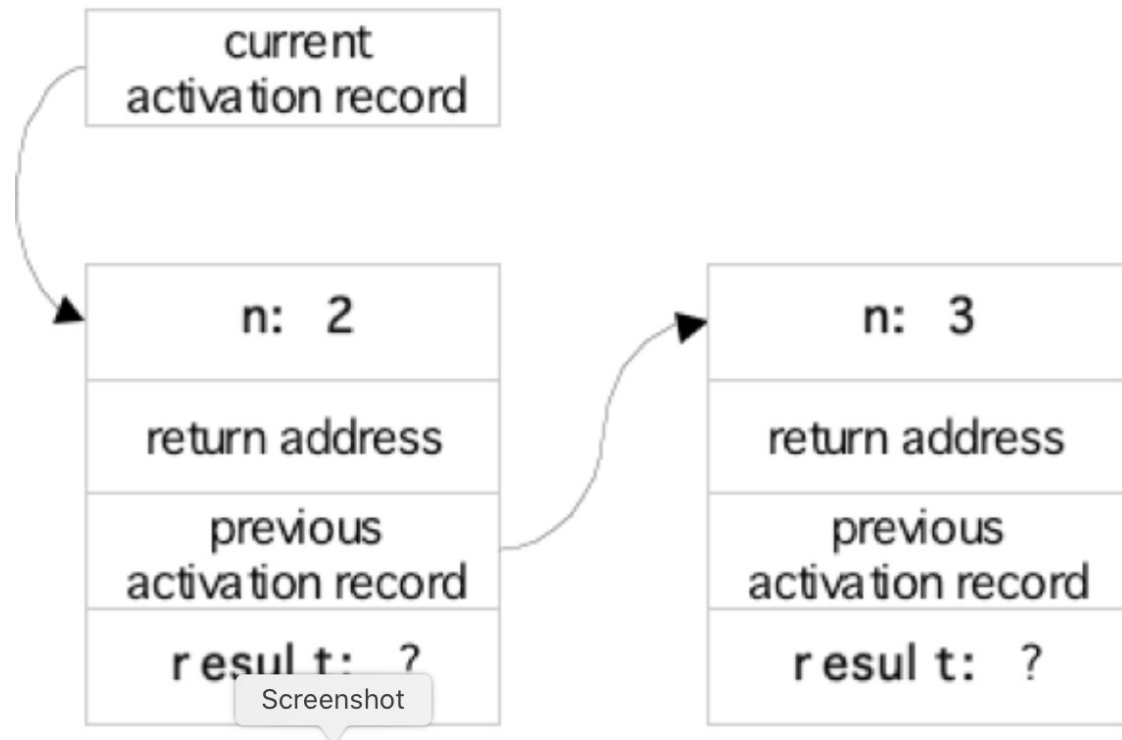 current
activation record
n: 2
n: 3
return address
return address
previous
activation record
previous
activation record
result: ?
result: ?
Screenshot